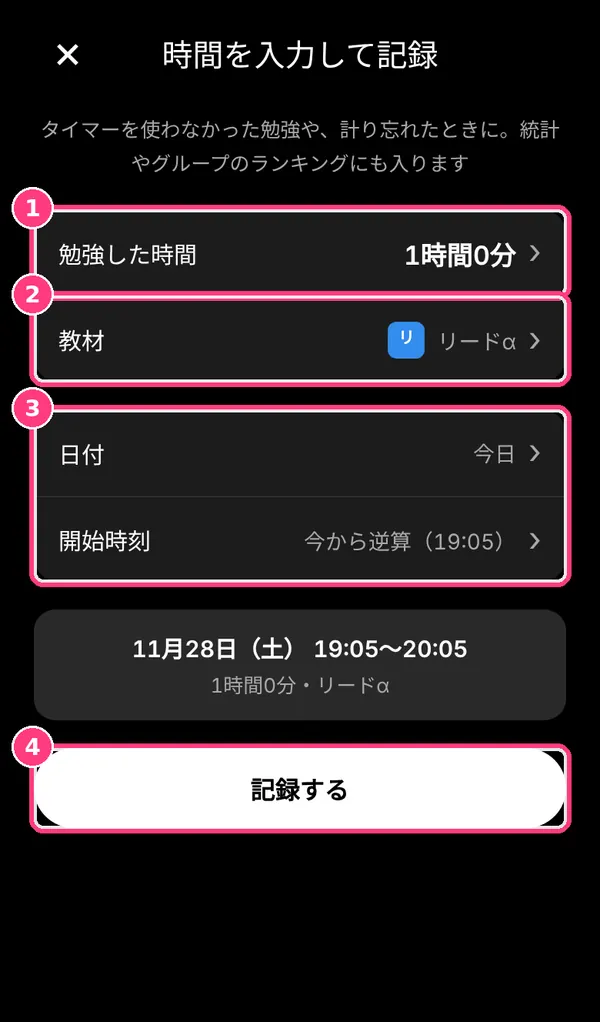 × 時間を入力して記録
タイマーを使わなかった勉強や、計り忘れたときに。統計
やグループのランキングにも入ります
1
勉強した時間 1時間0分 ›
2
教材 リ リードα ›
3
日付 今日 ›
開始時刻 今から逆算（19:05） ›
11月28日（土） 19:05〜20:05
1時間0分・リードα
4
記録する